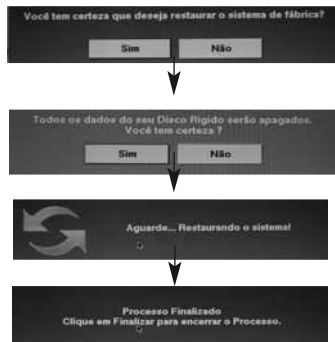 Você tem certeza que deseja restaurar o sistema de fábrica?
Sim Não
Todos os dados do seu Disco Rígido serão apagados.
Você tem certeza ?
Sim Não
Aguarde... Restaurando o sistema!
Processo Finalizado
Clique em Finalizar para encerrar o Processo.